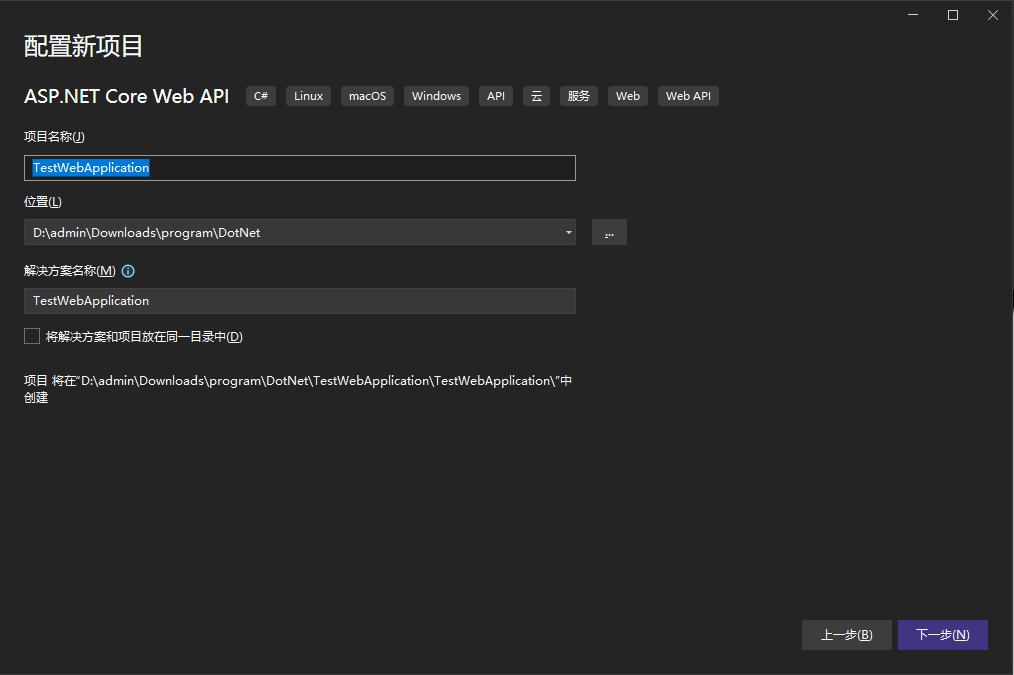 配置新项目
ASP.NET Core Web API C# Linux macOS Windows API 云 服务 Web Web API
项目名称(J)
TestWebApplication
位置(L)
D:\admin\Downloads\program\DotNet
...
解决方案名称(M)
TestWebApplication
将解决方案和项目放在同一目录中(D)
项目 将在“D:\admin\Downloads\program\DotNet\TestWebApplication\TestWebApplication\”中
创建
上一步(B) 下一步(N)